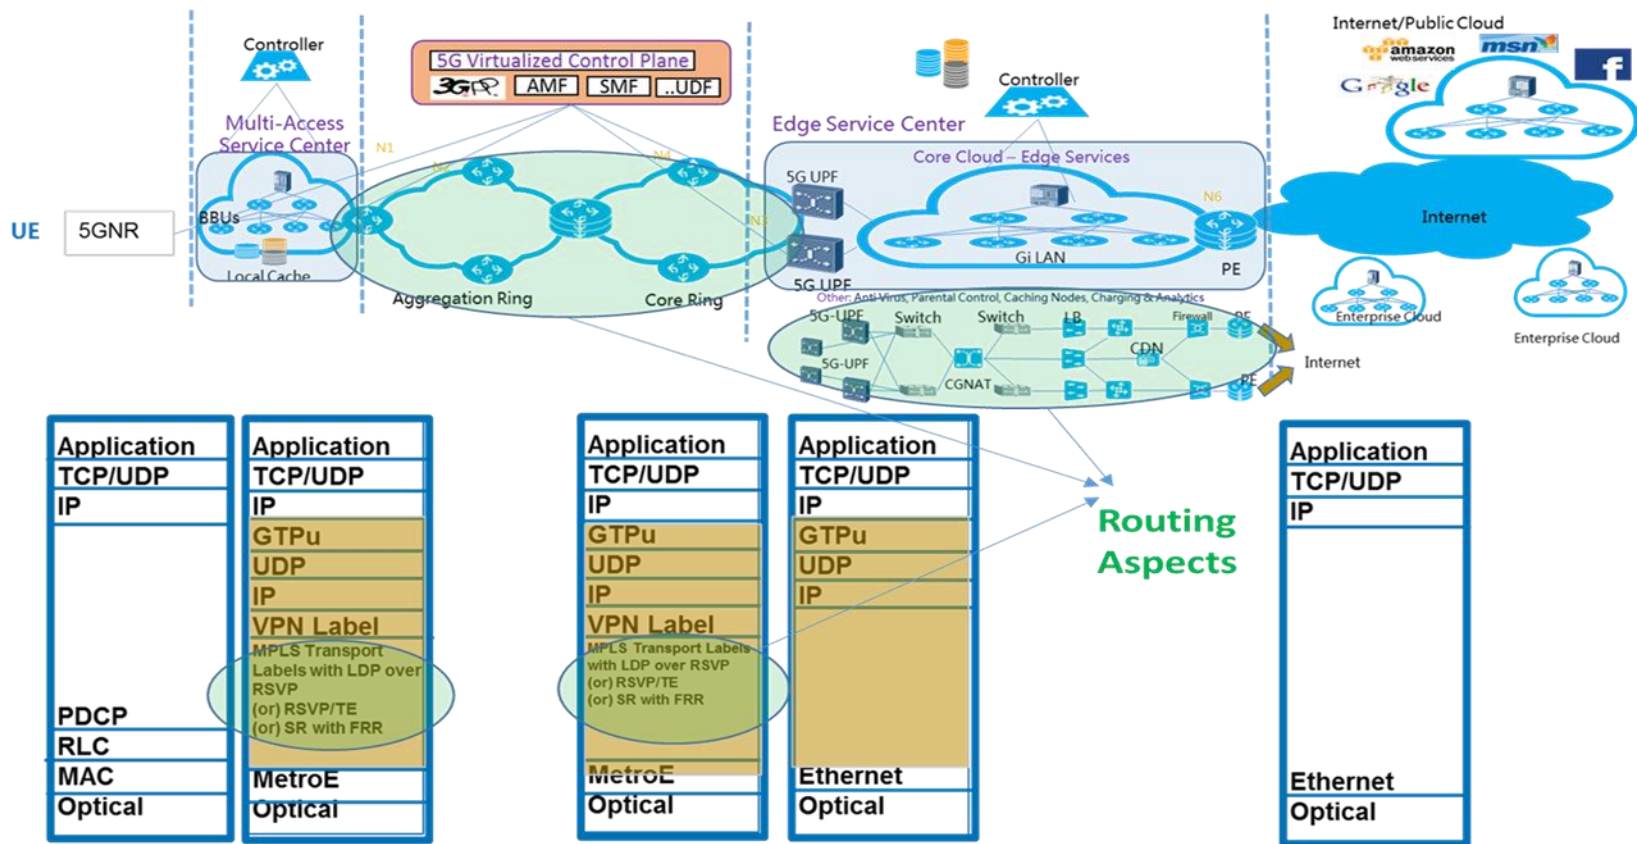 Internet/Public Cloud
Controller
5G Virtualized Control Plane
3GPP
AMF
SMF
..UDF
amazon
webservices
msn
f
Google
Controller
Multi-Access
Service Center
Edge Service Center
N1
N2
N4
Core Cloud – Edge Services
5G UPF
N6
BBUs
N3
UE
5GNR
Internet
Gi LAN
PE
Local Cache
5G UPF
Aggregation Ring
Core Ring
Other: Anti Virus, Parental Control, Caching Nodes, Charging & Analytics
5G-UPF
Switch
Switch
LB
Firewall
PE
Enterprise Cloud
Enterprise Cloud
CDN
5G-UPF
CGNAT
Internet
PE
Application
TCP/UDP
IP
PDCP
RLC
MAC
Optical
Application
TCP/UDP
IP
GTPu
UDP
IP
VPN Label
MPLS Transport
Labels with LDP over
RSVP
(or) RSVP/TE
(or) SR with FRR
MetroE
Optical
Application
TCP/UDP
IP
GTPu
UDP
IP
VPN Label
MPLS Transport Labels
with LDP over RSVP
(or) RSVP/TE
(or) SR with FRR
MetroE
Optical
Application
TCP/UDP
IP
GTPu
UDP
IP
Ethernet
Optical
Routing
Aspects
Application
TCP/UDP
IP
Ethernet
Optical